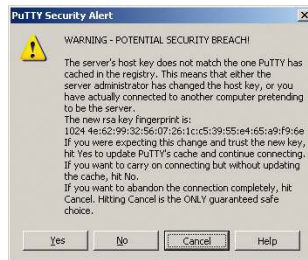 PuTTY Security Alert
WARNING - POTENTIAL SECURITY BREACH!
The server's host key does not match the one PuTTY has
cached in the registry. This means that either the
server administrator has changed the host key, or you
have actually connected to another computer pretending
to be the server.
The new rsa key fingerprint is:
1024 4e:62:99:32:56:07:26:1c:c5:39:55:e4:65:a9:f9:6e
If you were expecting this change and trust the new key,
hit Yes to update PuTTY's cache and continue connecting.
If you want to carry on connecting but without updating
the cache, hit No.
If you want to abandon the connection completely, hit
Cancel. Hitting Cancel is the ONLY guaranteed safe
choice.
Yes No Cancel Help